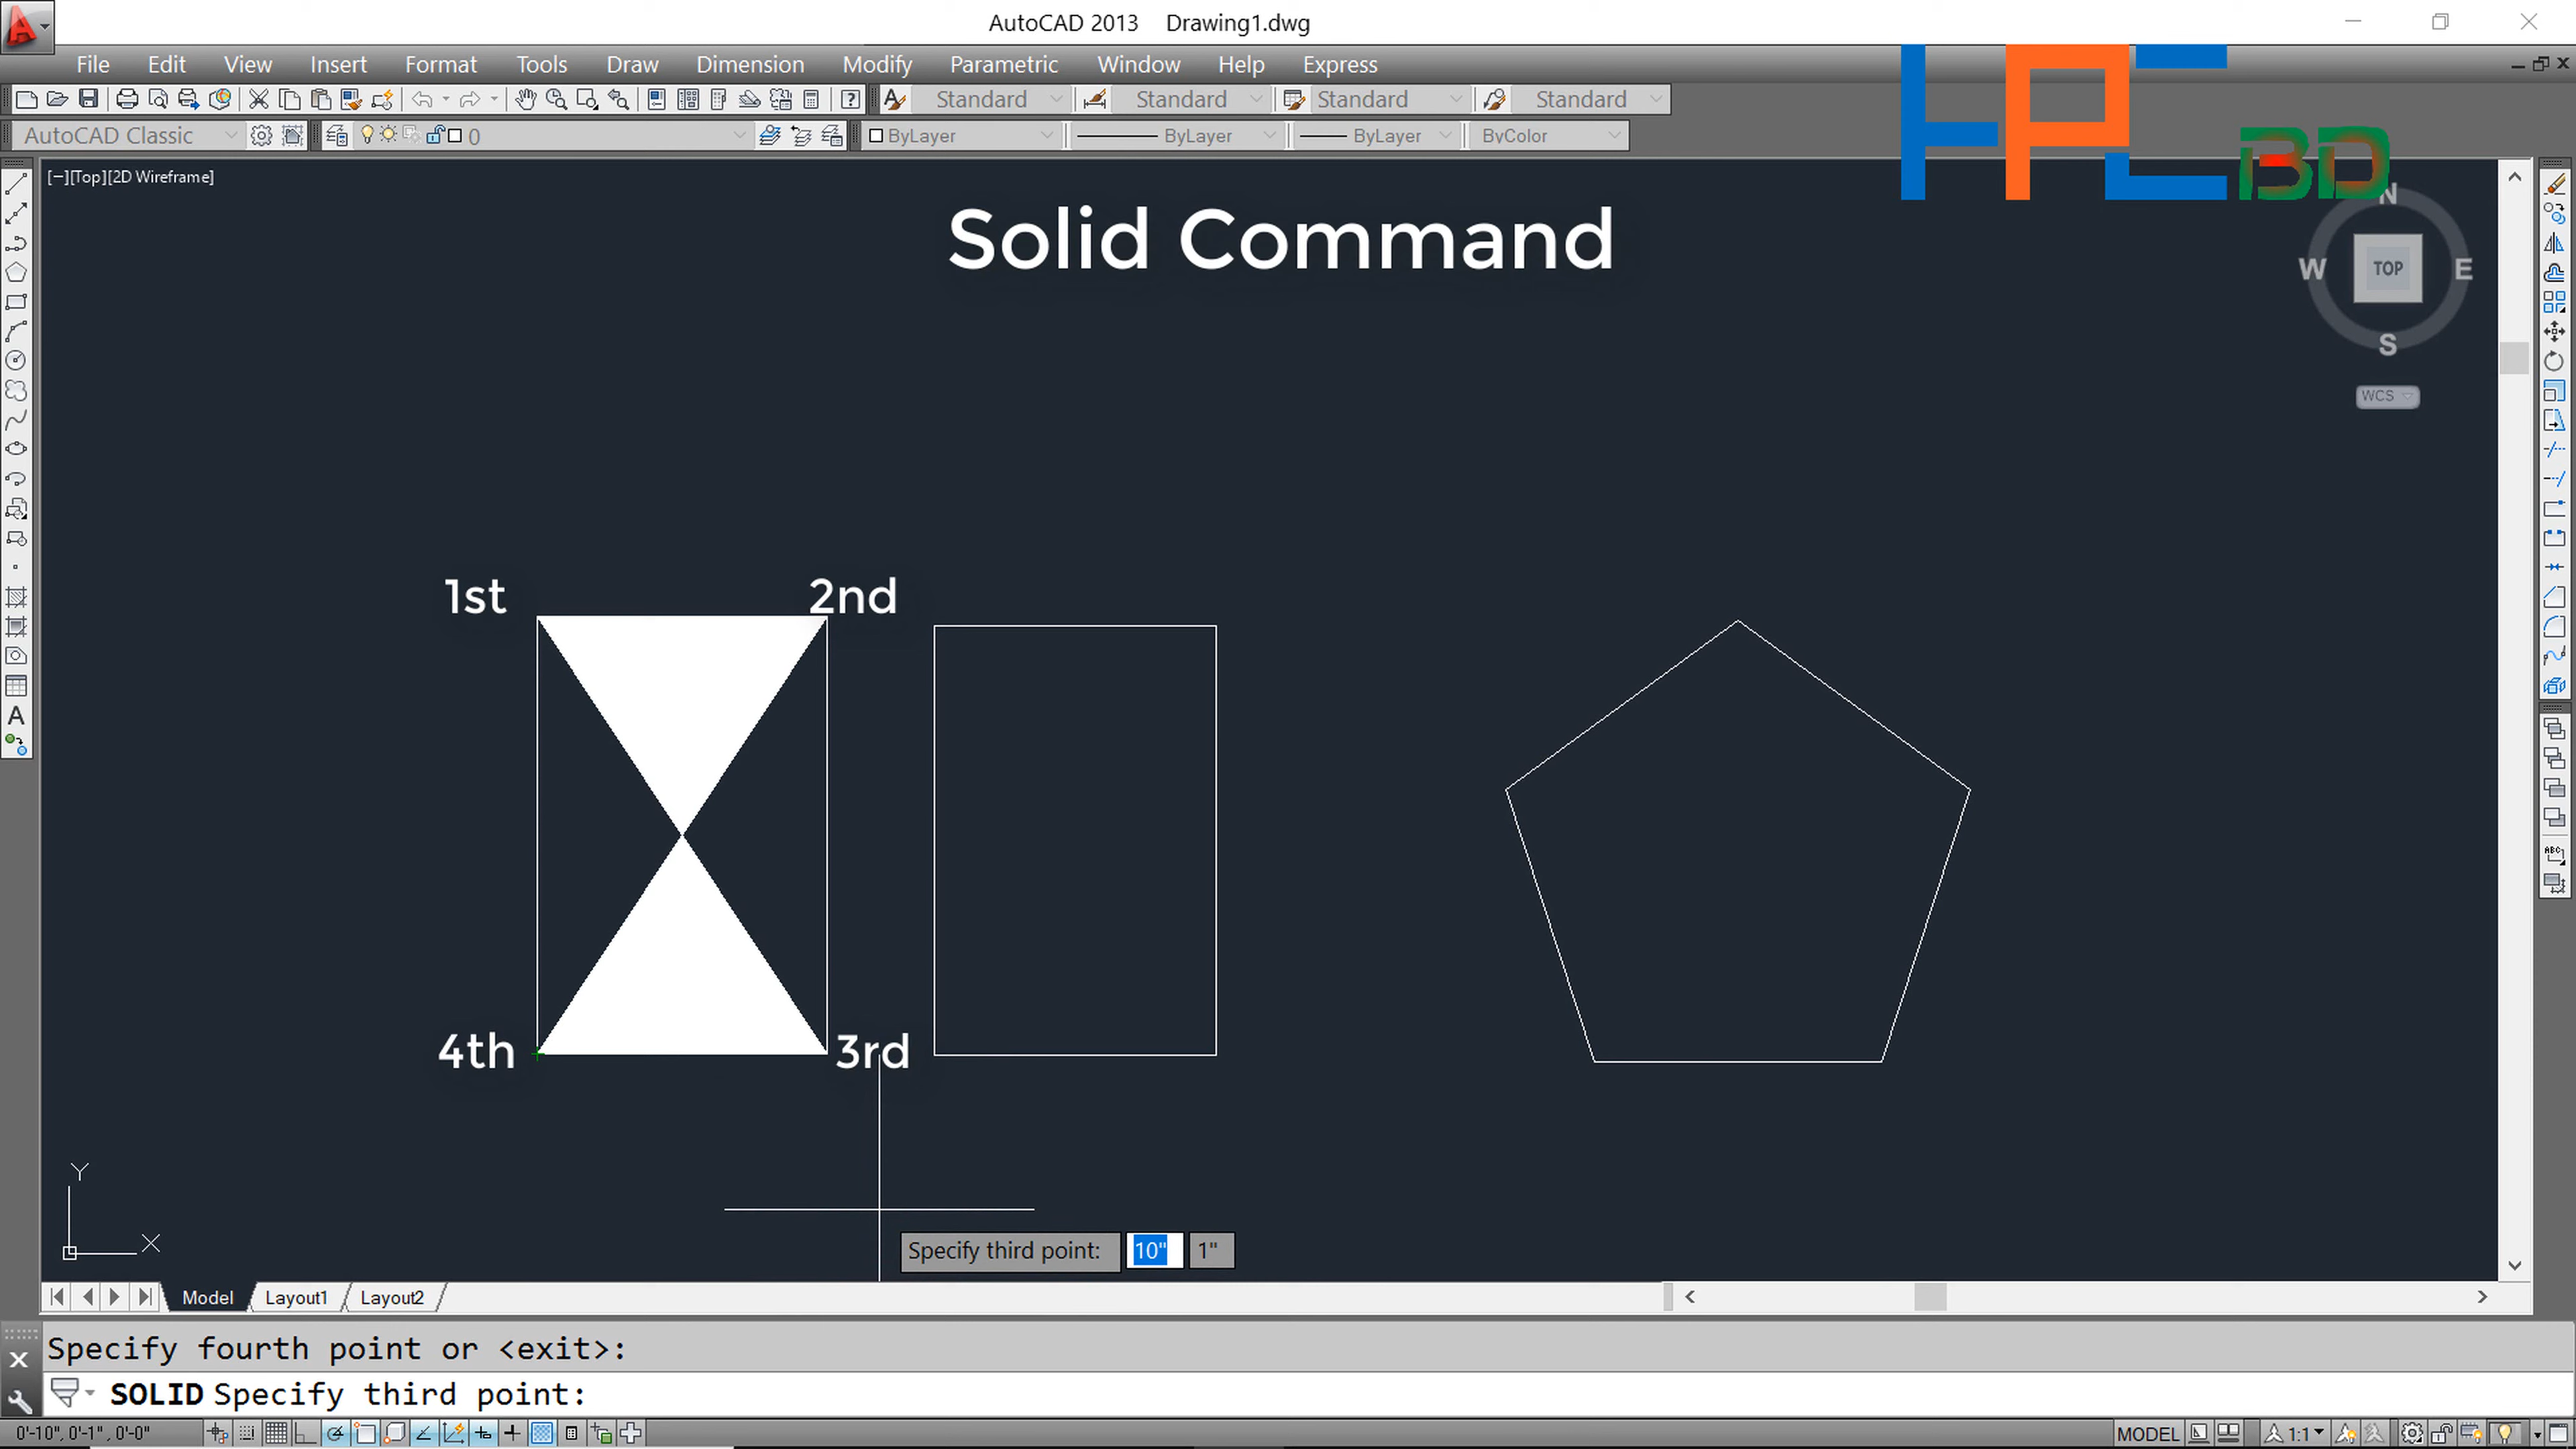 AutoCAD 2013 Drawing1.dwg
File Edit View Insert Format Tools Draw Dimension Modify Parametric Window Help Express
Standard Standard Standard Standard
AutoCAD Classic 0 ByLayer ByLayer ByLayer ByColor
HPC BD
[−][Top][2D Wireframe]
Solid Command
N
W TOP E
S
WCS
1st 2nd
4th 3rd
Y
X
Specify third point: 10" 1"
Model Layout1 Layout2
Specify fourth point or <exit>:
SOLID Specify third point:
0'-10", 0'-1" , 0'-0" MODEL 1:1
A
ABC